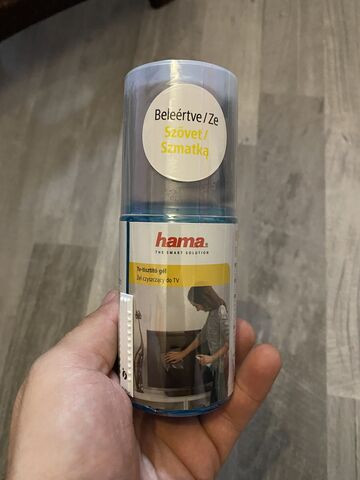 Beleértve/Ze
Szövet/
Szmatką
hama
THE SMART SOLUTION
Tv-tisztító gél
Żel czyszczący do TV